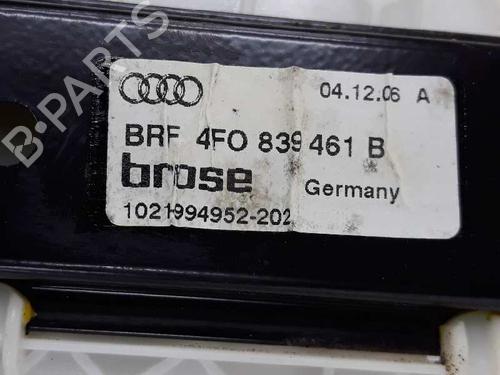 B-PARTS
04.12.06 A
BRF 4F0 839 461 B
brose
Germany
1021994952-202